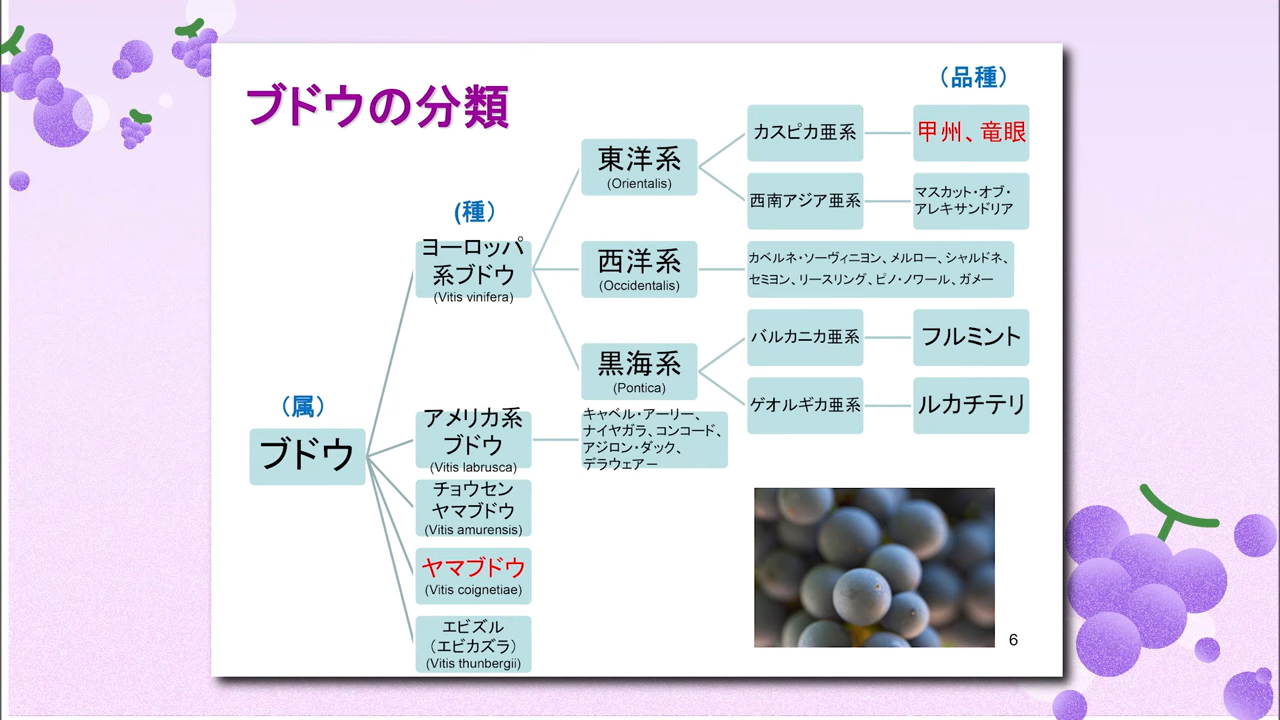 ブドウの分類
（品種）
カスピカ亜系
甲州、竜眼
東洋系
(Orientalis)
西南アジア亜系
マスカット・オブ・
アレキサンドリア
(種）
ヨーロッパ
系ブドウ
(Vitis vinifera)
西洋系
(Occidentalis)
カベルネ・ソーヴィニヨン、メルロー、シャルドネ、
セミヨン、リースリング、ピノ・ノワール、ガメー
黒海系
(Pontica)
バルカニカ亜系
フルミント
ゲオルギカ亜系
ルカチテリ
（属）
ブドウ
アメリカ系
ブドウ
(Vitis labrusca)
キャベル・アーリー、
ナイヤガラ、コンコード、
アジロン・ダック、
デラウェアー
チョウセン
ヤマブドウ
(Vitis amurensis)
ヤマブドウ
(Vitis coignetiae)
エビズル
（エビカズラ）
(Vitis thunbergii)
6